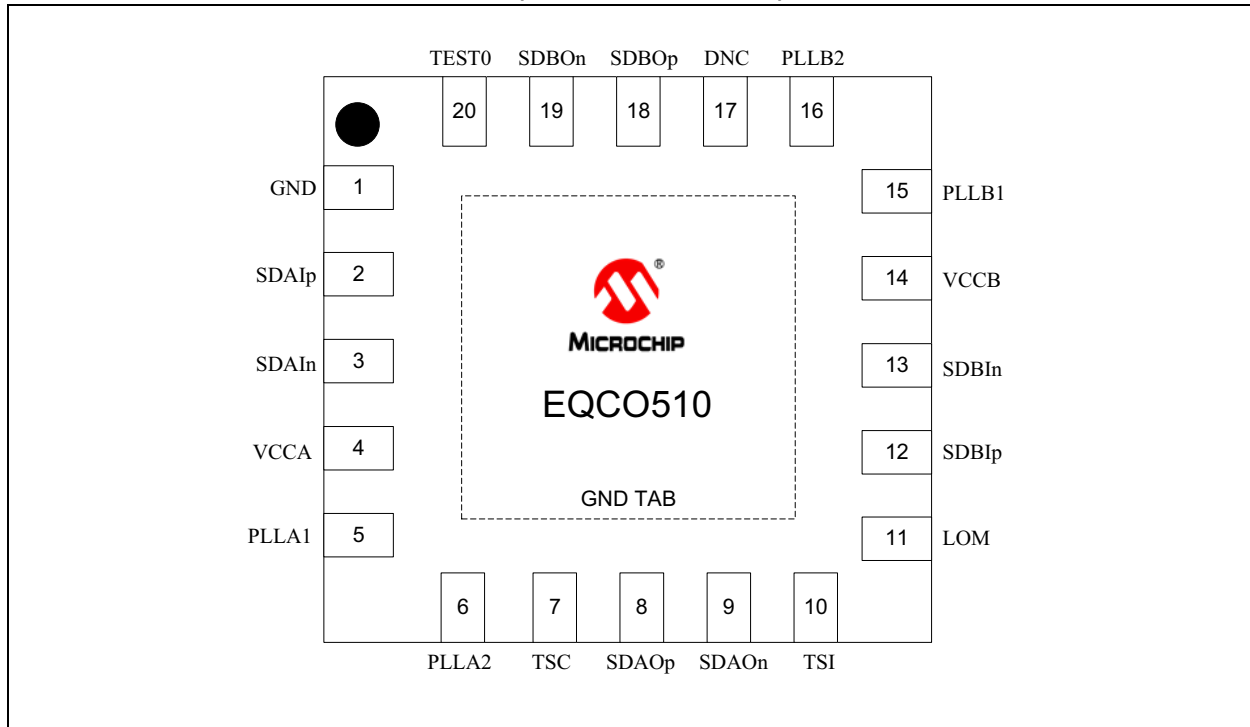 TEST0 SDBOn SDBOp DNC PLLB2
20 19 18 17 16
GND 1
15 PLLB1
SDAIp 2
14 VCCB
®
MICROCHIP
SDAIn 3
13 SDBIn
EQCO510
VCCA 4
12 SDBIp
GND TAB
PLLA1 5
11 LOM
6 7 8 9 10
PLLA2 TSC SDAOp SDAOn TSI